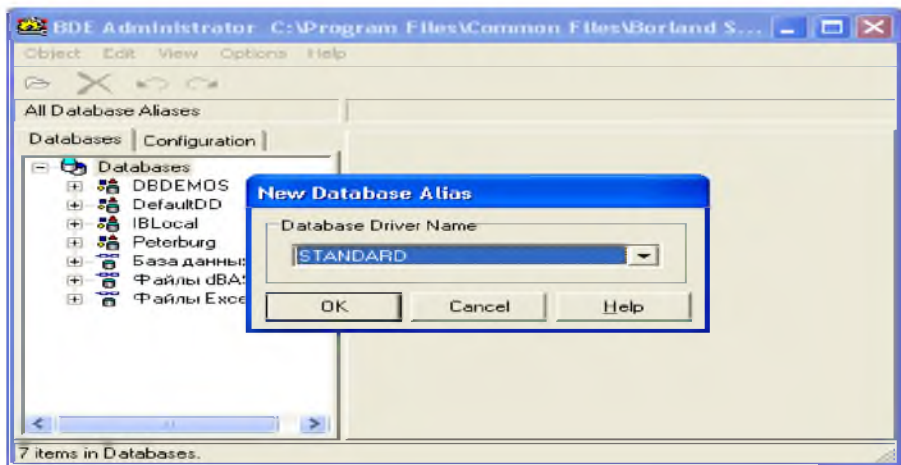 BDE Administrator C:\Program Files\Common Files\Borland S...
Object Edit View Options Help
All Database Aliases
Databases Configuration
Databases
DBDEMOS
DefaultDD
IBLocal
Peterburg
База данных
Файлы dBAS
Файлы Exce
New Database Alias
Database Driver Name
STANDARD
OK Cancel Help
7 items in Databases.